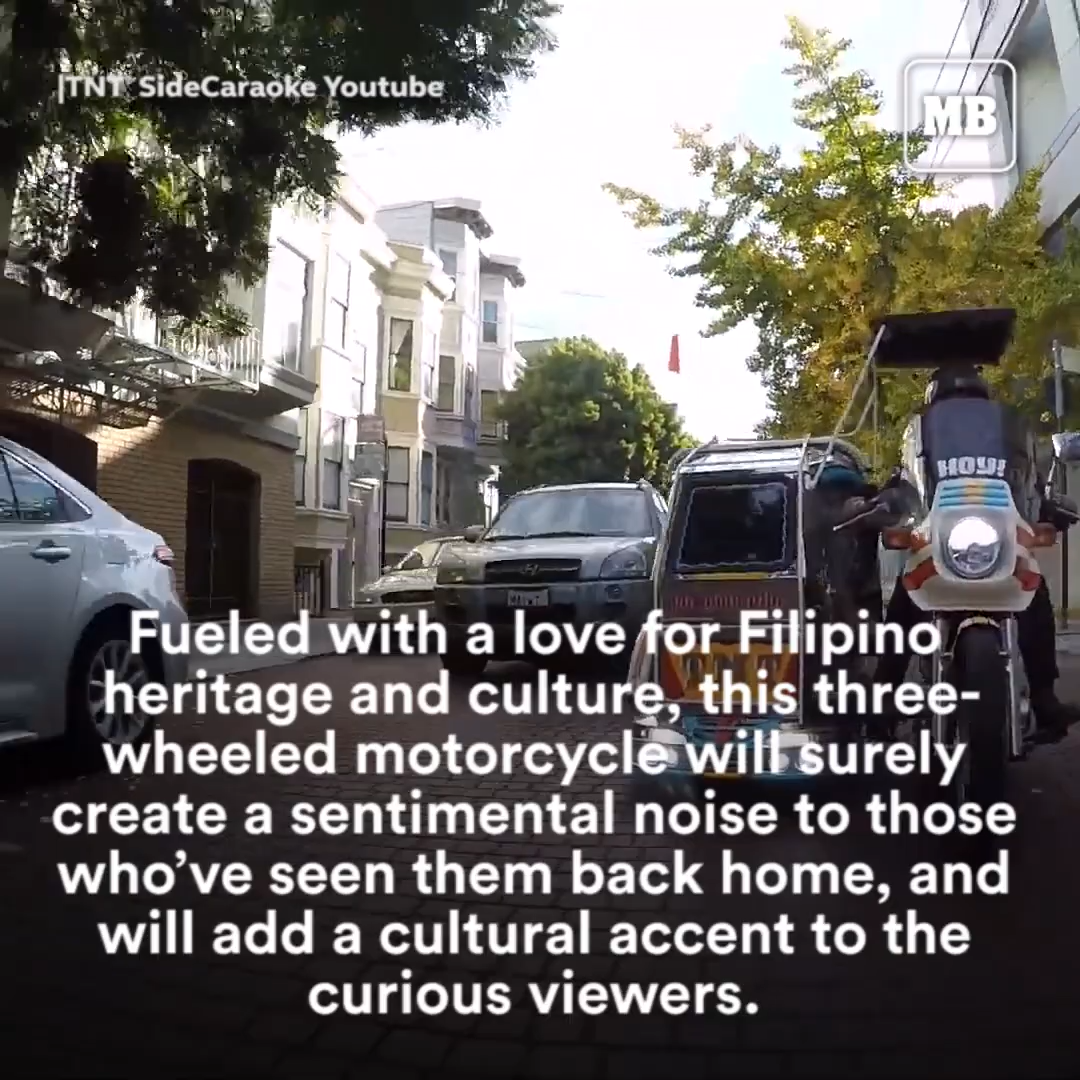 |TNT SideCaraoke Youtube
MB
HOY!
Fueled with a love for Filipino
heritage and culture, this three-
wheeled motorcycle will surely
create a sentimental noise to those
who’ve seen them back home, and
will add a cultural accent to the
curious viewers.